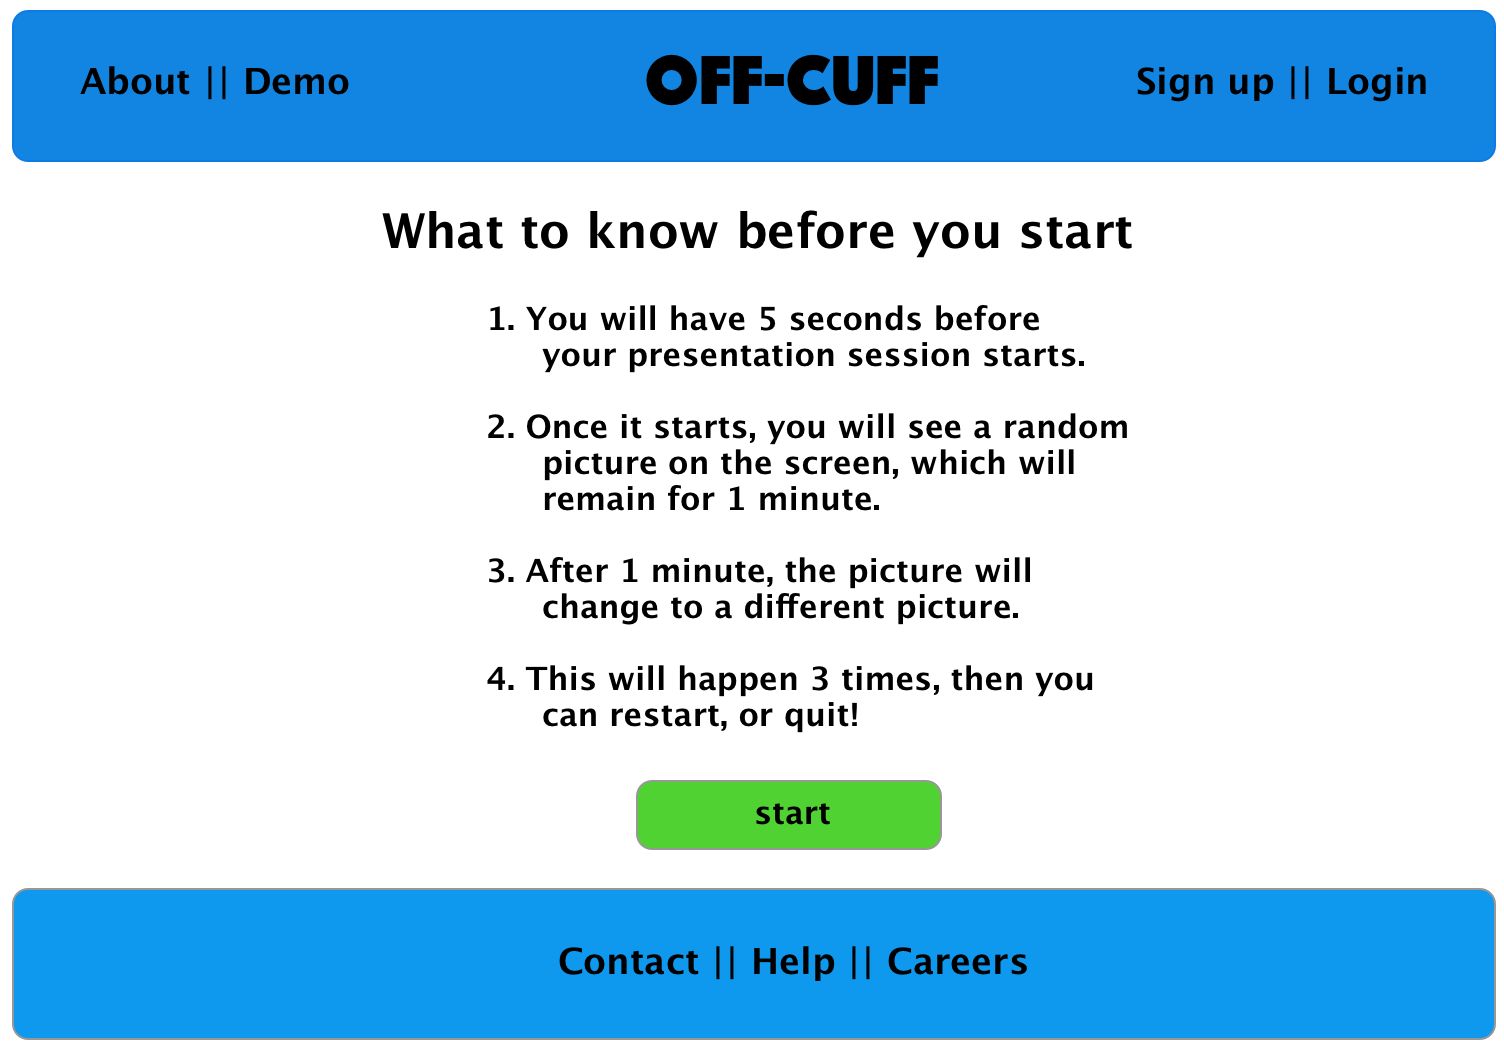 About || Demo
OFF-CUFF
Sign up || Login
What to know before you start
1. You will have 5 seconds before
your presentation session starts.
2. Once it starts, you will see a random
picture on the screen, which will
remain for 1 minute.
3. After 1 minute, the picture will
change to a different picture.
4. This will happen 3 times, then you
can restart, or quit!
start
Contact || Help || Careers